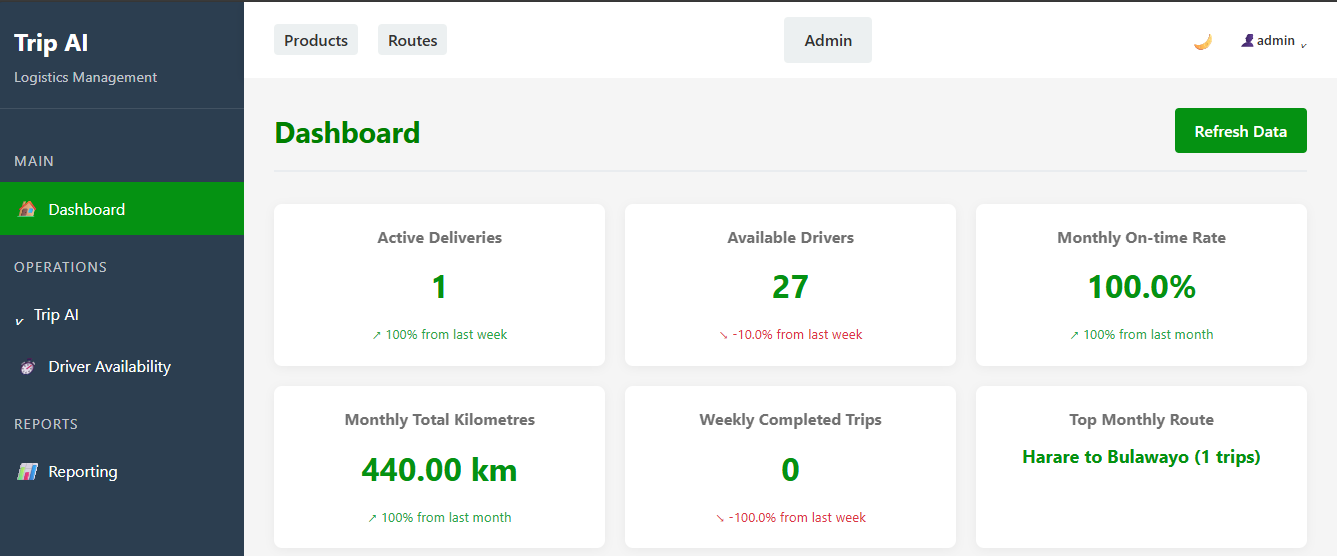 Trip AI
Logistics Management
MAIN
Dashboard
OPERATIONS
Trip AI
Driver Availability
REPORTS
Reporting
Products
Routes
Admin
admin
Dashboard
Refresh Data
Active Deliveries
1
↗ 100% from last week
Available Drivers
27
↘ -10.0% from last week
Monthly On-time Rate
100.0%
↗ 100% from last month
Monthly Total Kilometres
440.00 km
↗ 100% from last month
Weekly Completed Trips
0
↘ -100.0% from last week
Top Monthly Route
Harare to Bulawayo (1 trips)